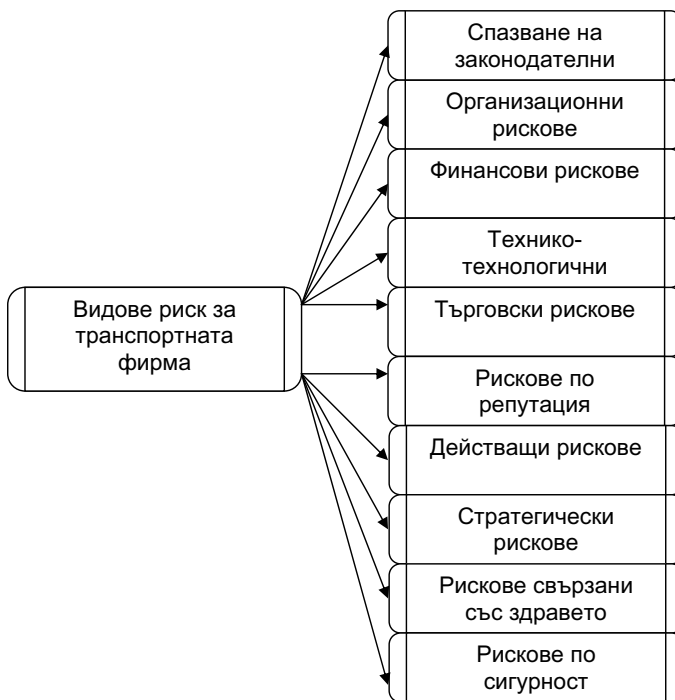 Видове риск за
транспортната
фирма
Спазване на
законодателни
Организационни
рискове
Финансови рискове
Технико-
технологични
Търговски рискове
Рискове по
репутация
Действащи рискове
Стратегически
рискове
Рискове свързани
със здравето
Рискове по
сигурност